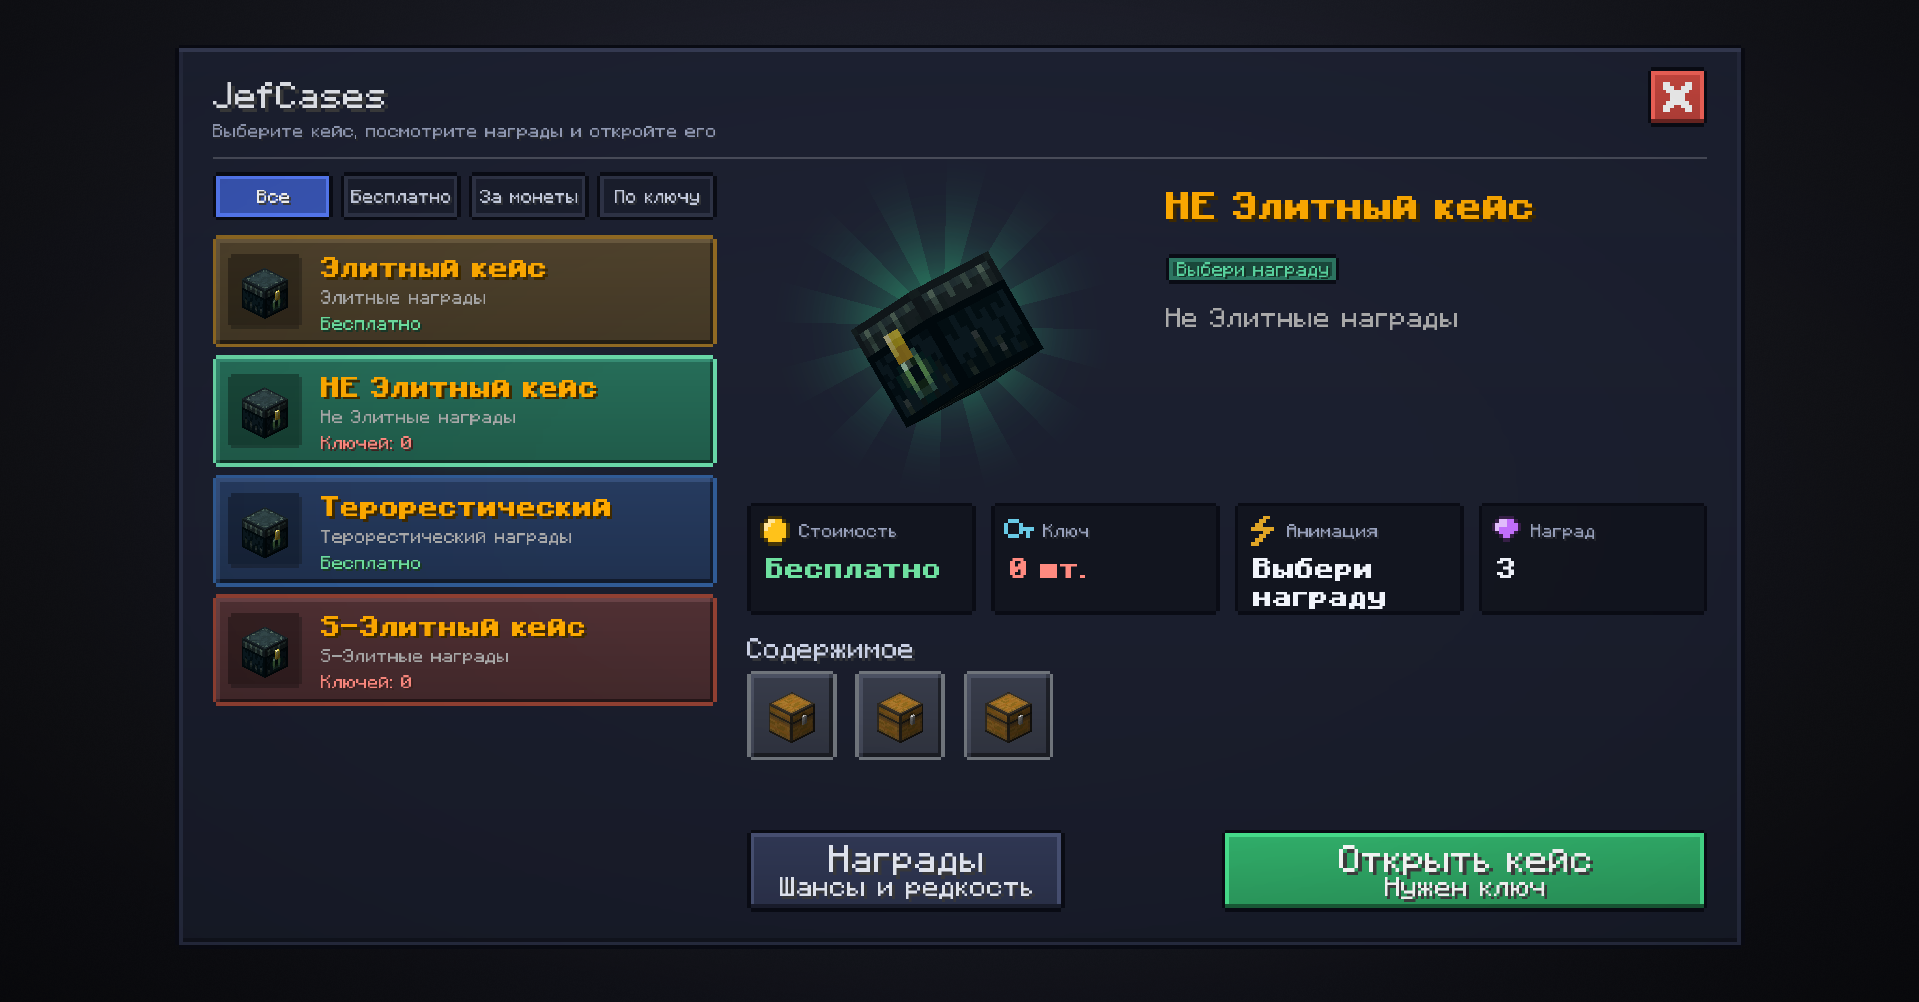 JefCases
Выберите кейс, посмотрите награды и откройте его
Все
Бесплатно
За монеты
По ключу
Элитный кейс
Элитные награды
Бесплатно
НЕ Элитный кейс
Не Элитные награды
Ключей: 0
Терорестический
Терорестический награды
Бесплатно
S-Элитный кейс
S-Элитные награды
Ключей: 0
НЕ Элитный кейс
Выбери награду
Не Элитные награды
Стоимость
Бесплатно
Ключ
0 шт.
Анимация
Выбери
награду
Наград
3
Содержимое
Награды
Шансы и редкость
Открыть кейс
Нужен ключ